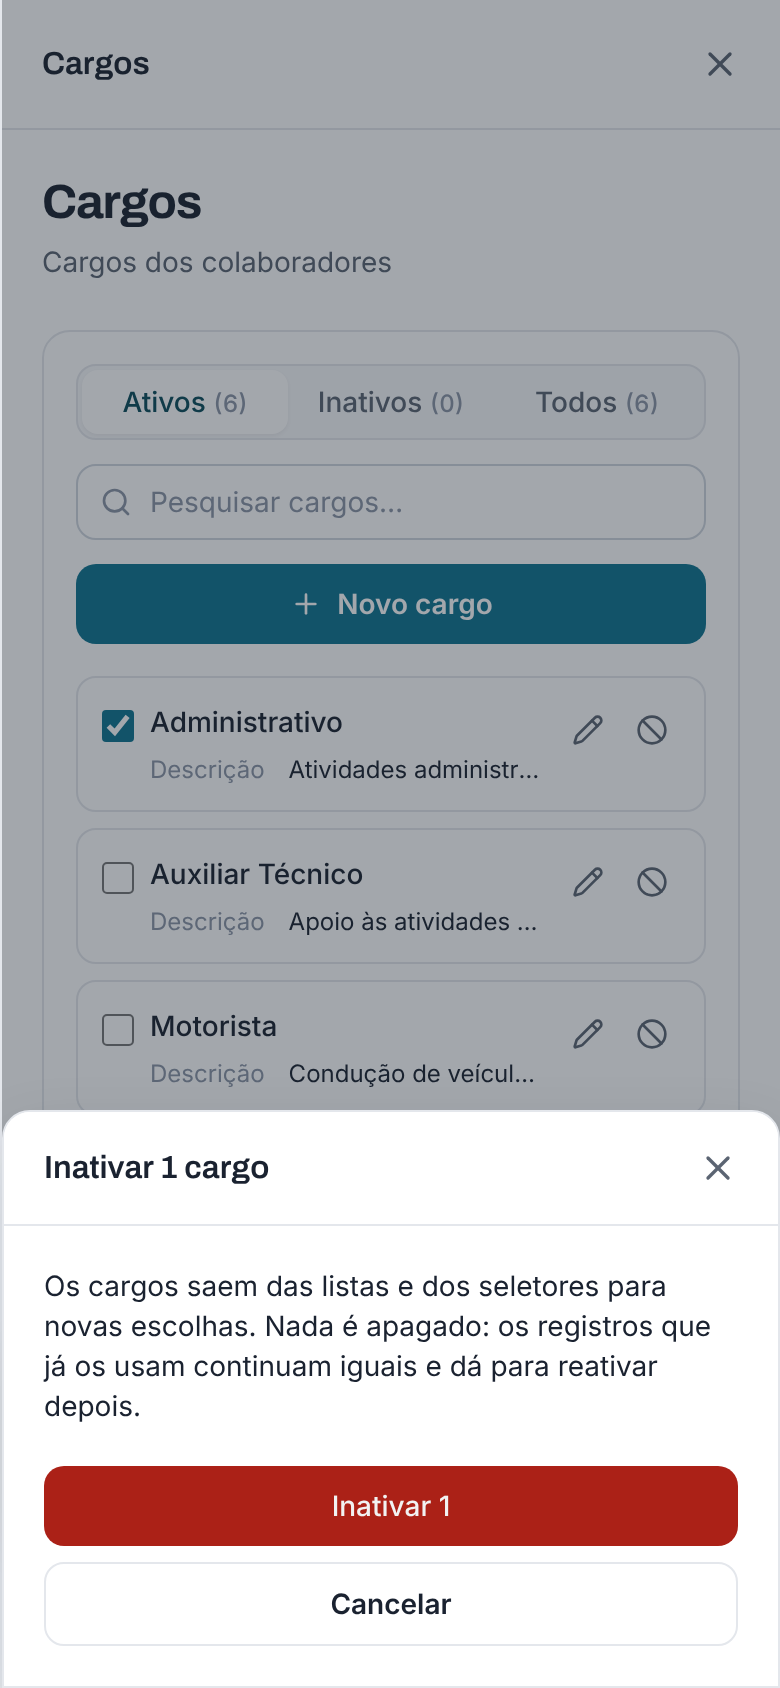 Cargos
Cargos
Cargos dos colaboradores
Ativos (6) Inativos (0) Todos (6)
Pesquisar cargos...
+ Novo cargo
Administrativo
Descrição Atividades administr...
Auxiliar Técnico
Descrição Apoio às atividades ...
Motorista
Descrição Condução de veícul...
Inativar 1 cargo
Os cargos saem das listas e dos seletores para
novas escolhas. Nada é apagado: os registros que
já os usam continuam iguais e dá para reativar
depois.
Inativar 1
Cancelar